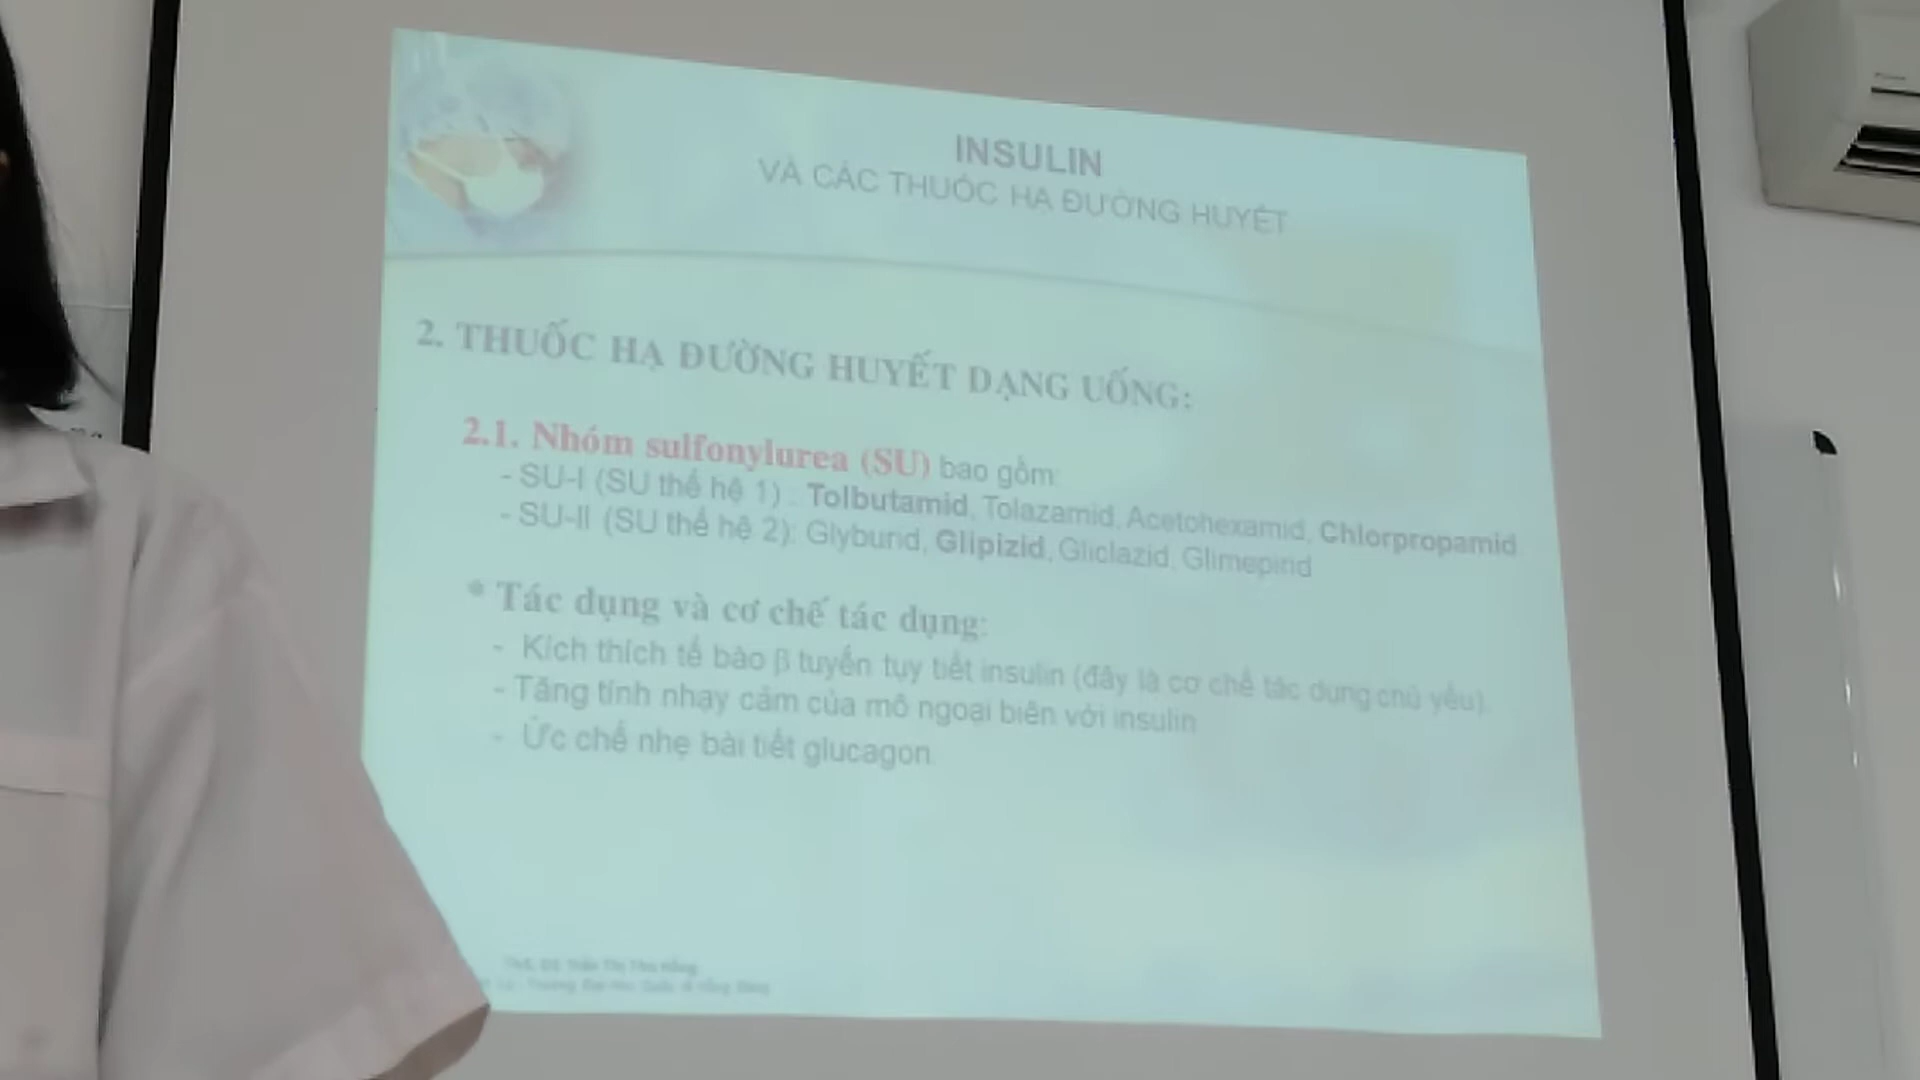 INSULIN
VÀ CÁC THUỐC HẠ ĐƯỜNG HUYẾT
2. THUỐC HẠ ĐƯỜNG HUYẾT DẠNG UỐNG:
2.1. Nhóm sulfonylurea (SU) bao gồm:
- SU-I (SU thế hệ 1) : Tolbutamid, Tolazamid, Acetohexamid, Chlorpropamid
- SU-II (SU thế hệ 2): Glybund, Glipizid, Gliclazid, Glimepirid
* Tác dụng và cơ chế tác dụng:
- Kích thích tế bào β tuyến tụy tiết insulin (đây là cơ chế tác dụng chủ yếu).
- Tăng tính nhạy cảm của mô ngoại biên với insulin
- Ức chế nhẹ bài tiết glucagon